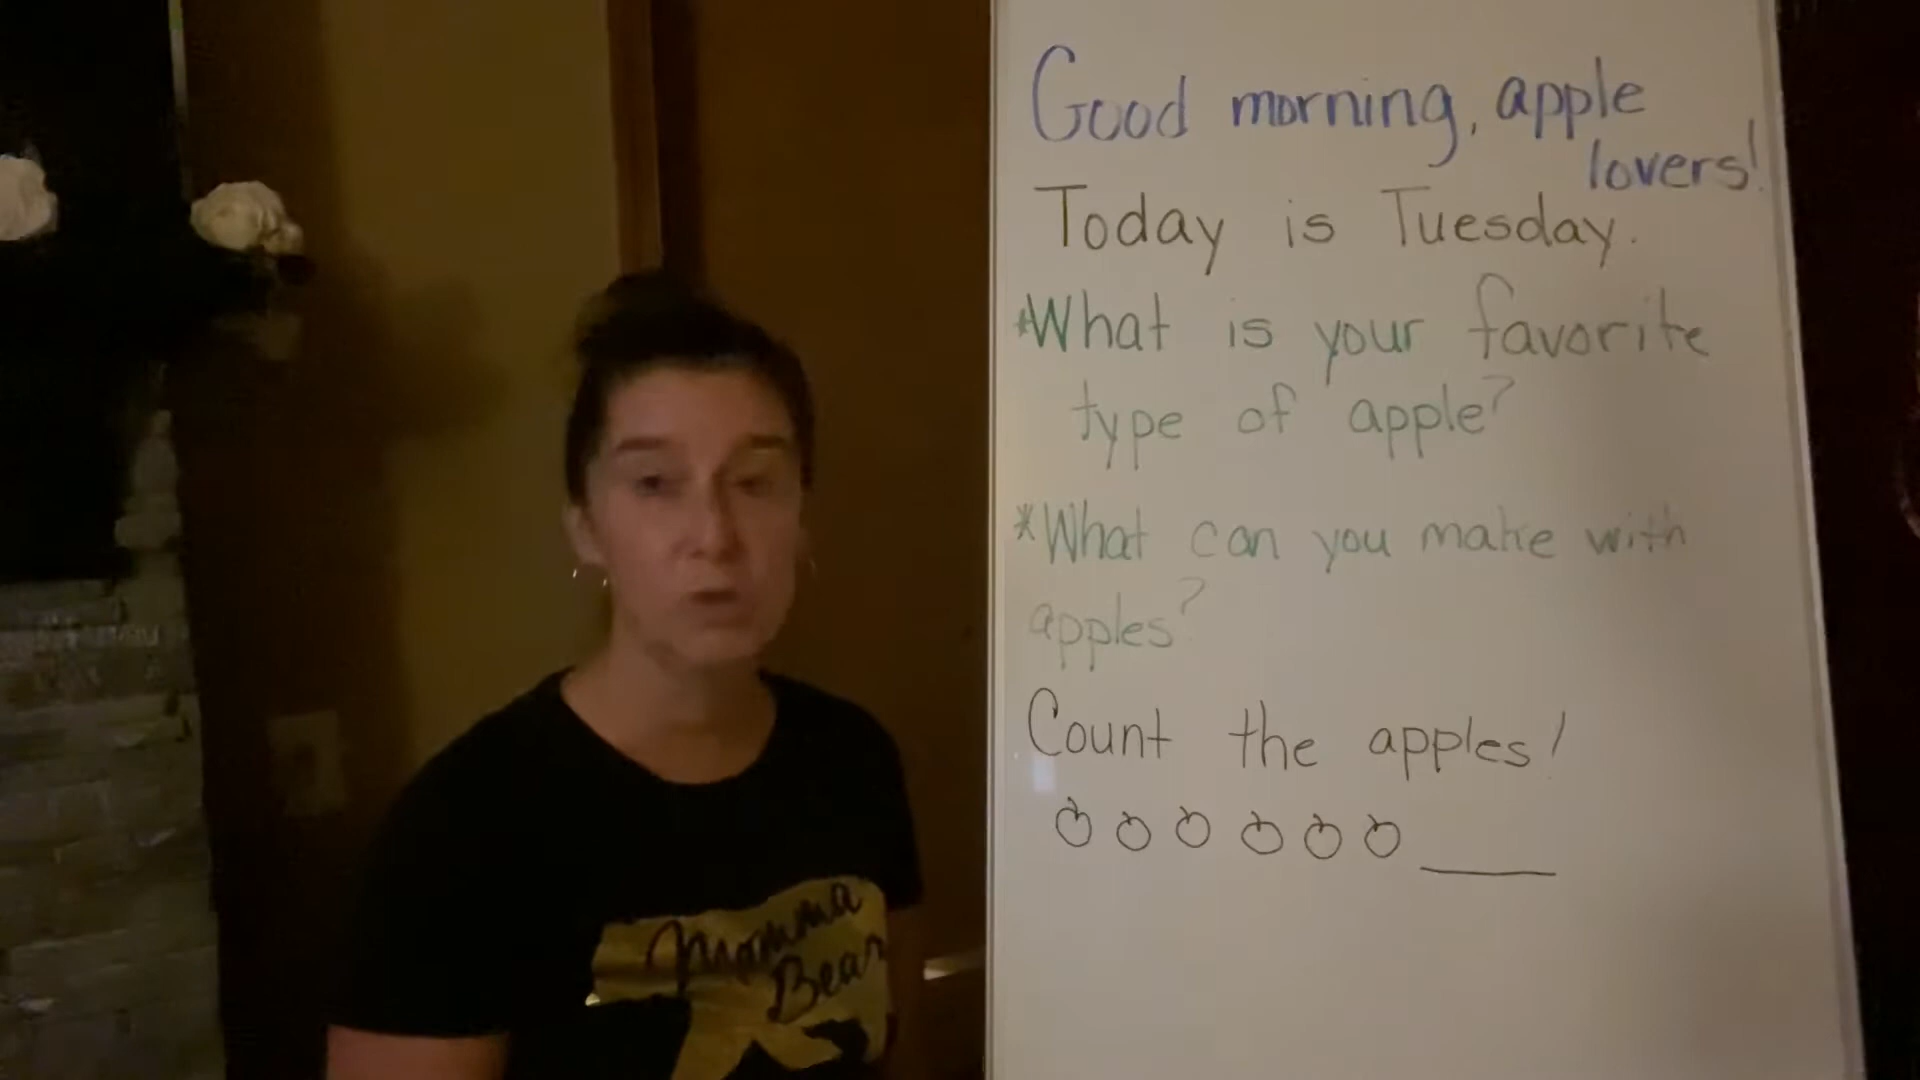 Good morning, apple
lovers!
Today is Tuesday.
*What is your favorite
type of apple?
*What can you make with
apples?
Count the apples!
Momma
Bear